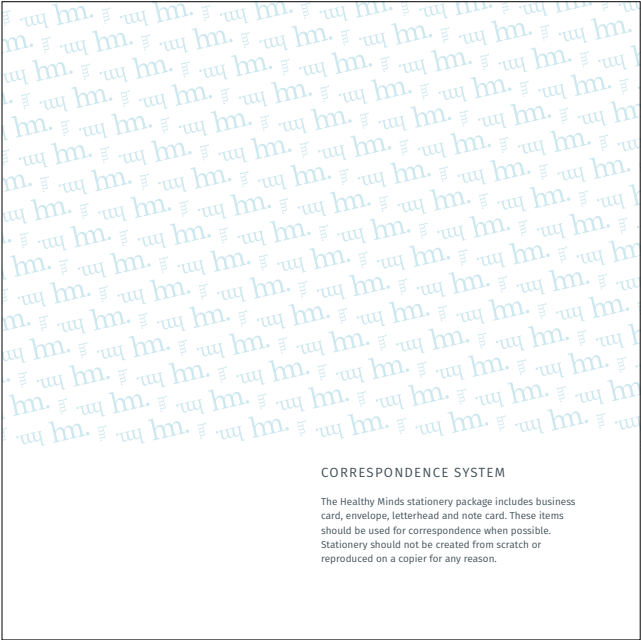 hm.
CORRESPONDENCE SYSTEM
The Healthy Minds stationery package includes business
card, envelope, letterhead and note card. These items
should be used for correspondence when possible.
Stationery should not be created from scratch or
reproduced on a copier for any reason.